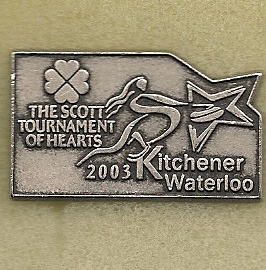 THE SCOTT
TOURNAMENT
OF HEARTS
2003 Kitchener
Waterloo